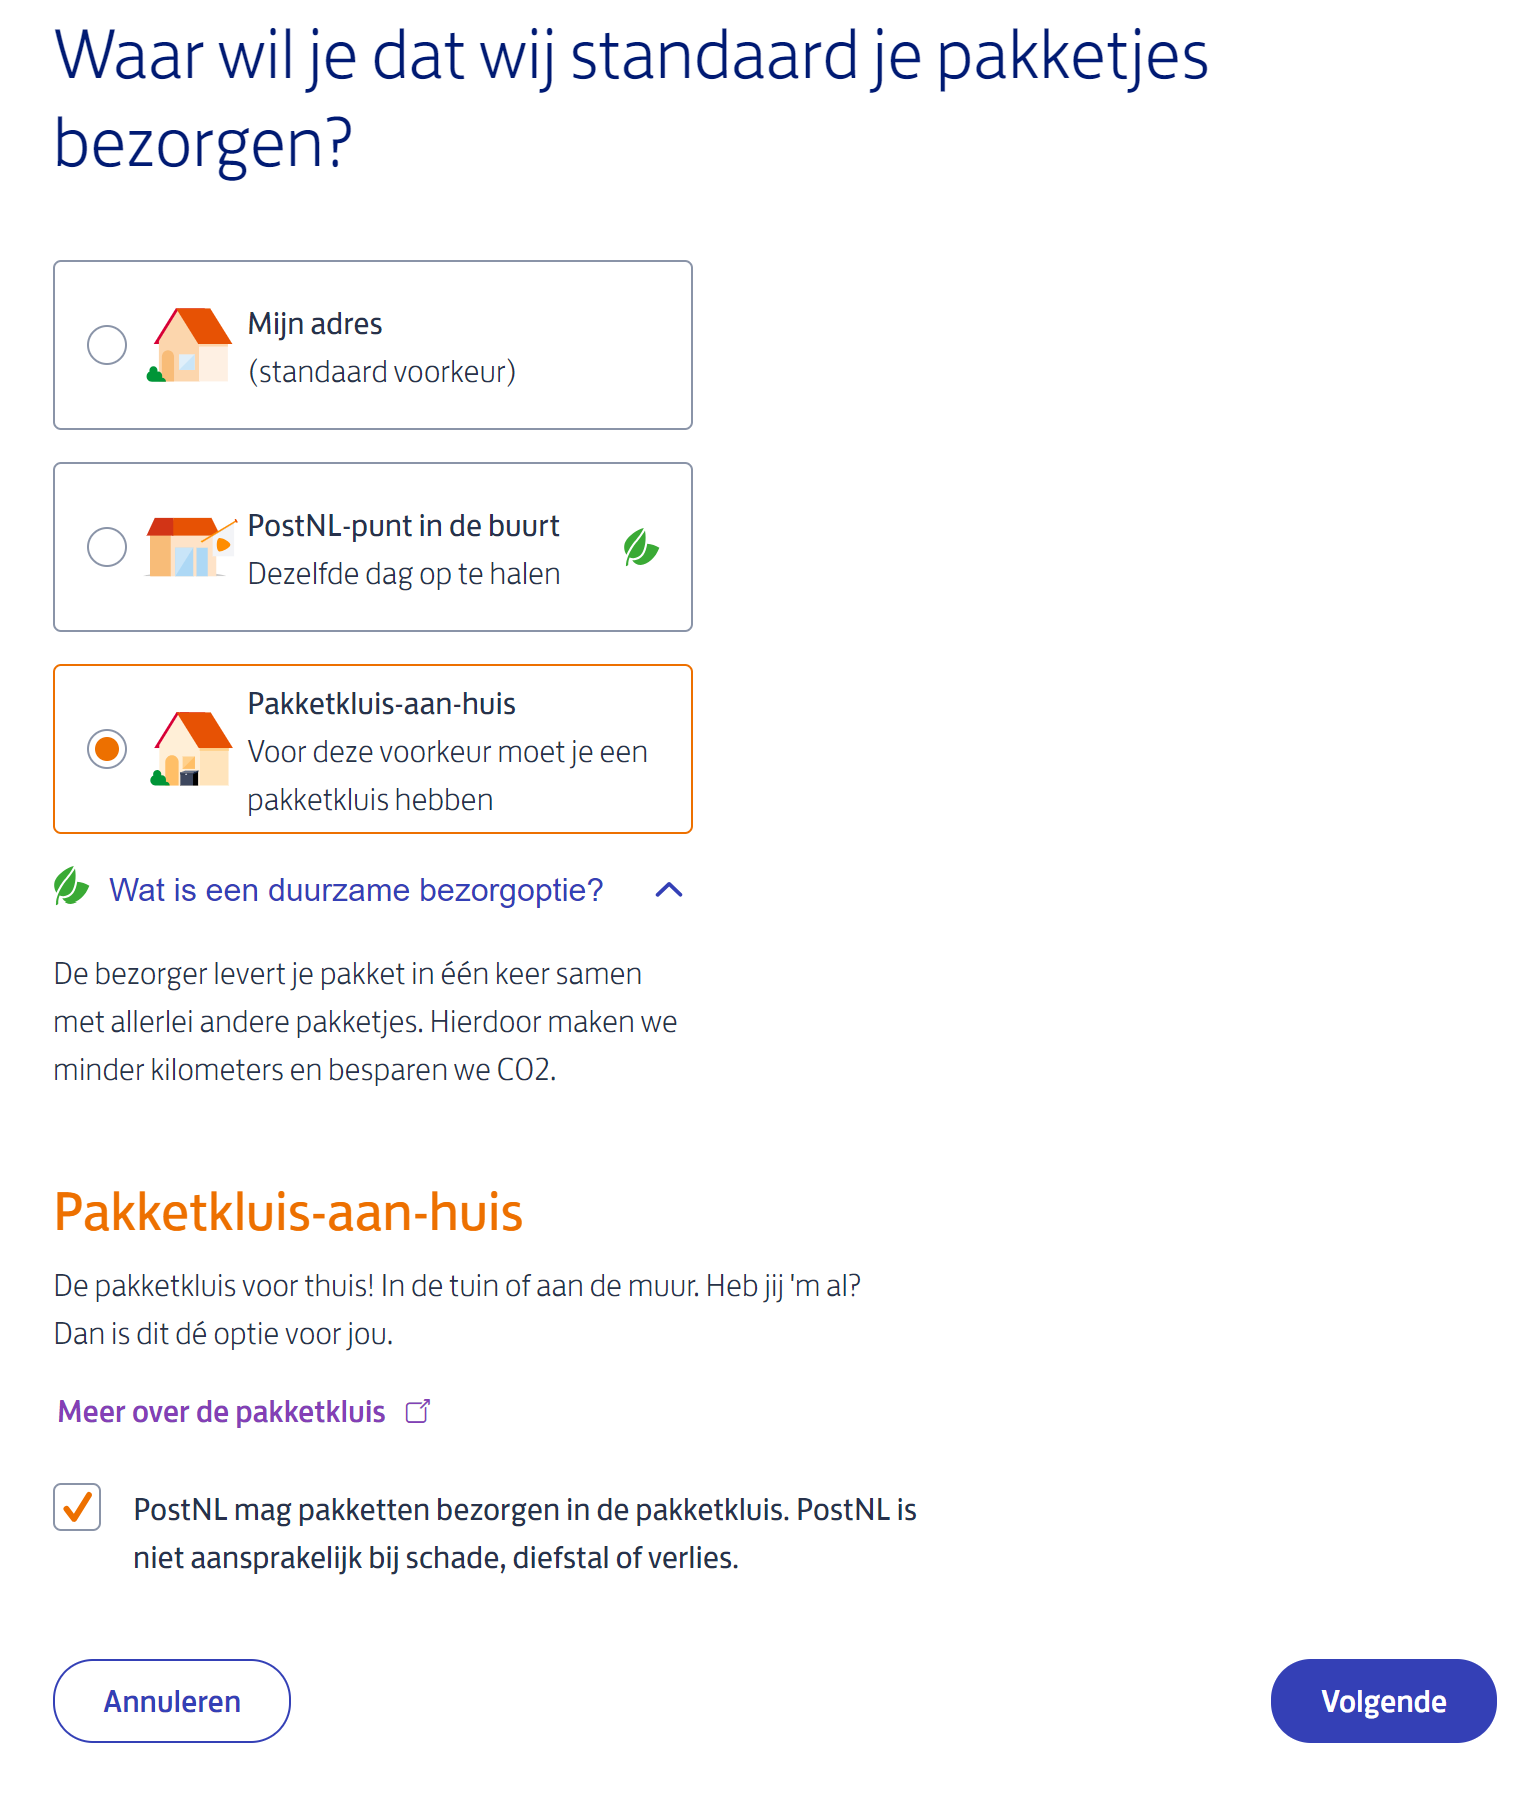 Waar wil je dat wij standaard je pakketjes
bezorgen?
Mijn adres
(standaard voorkeur)
PostNL-punt in de buurt
Dezelfde dag op te halen
Pakketkluis-aan-huis
Voor deze voorkeur moet je een
pakketkluis hebben
Wat is een duurzame bezorgoptie?
De bezorger levert je pakket in één keer samen
met allerlei andere pakketjes. Hierdoor maken we
minder kilometers en besparen we CO2.
Pakketkluis-aan-huis
De pakketkluis voor thuis! In de tuin of aan de muur. Heb jij 'm al?
Dan is dit dé optie voor jou.
Meer over de pakketkluis
PostNL mag pakketten bezorgen in de pakketkluis. PostNL is
niet aansprakelijk bij schade, diefstal of verlies.
Annuleren
Volgende